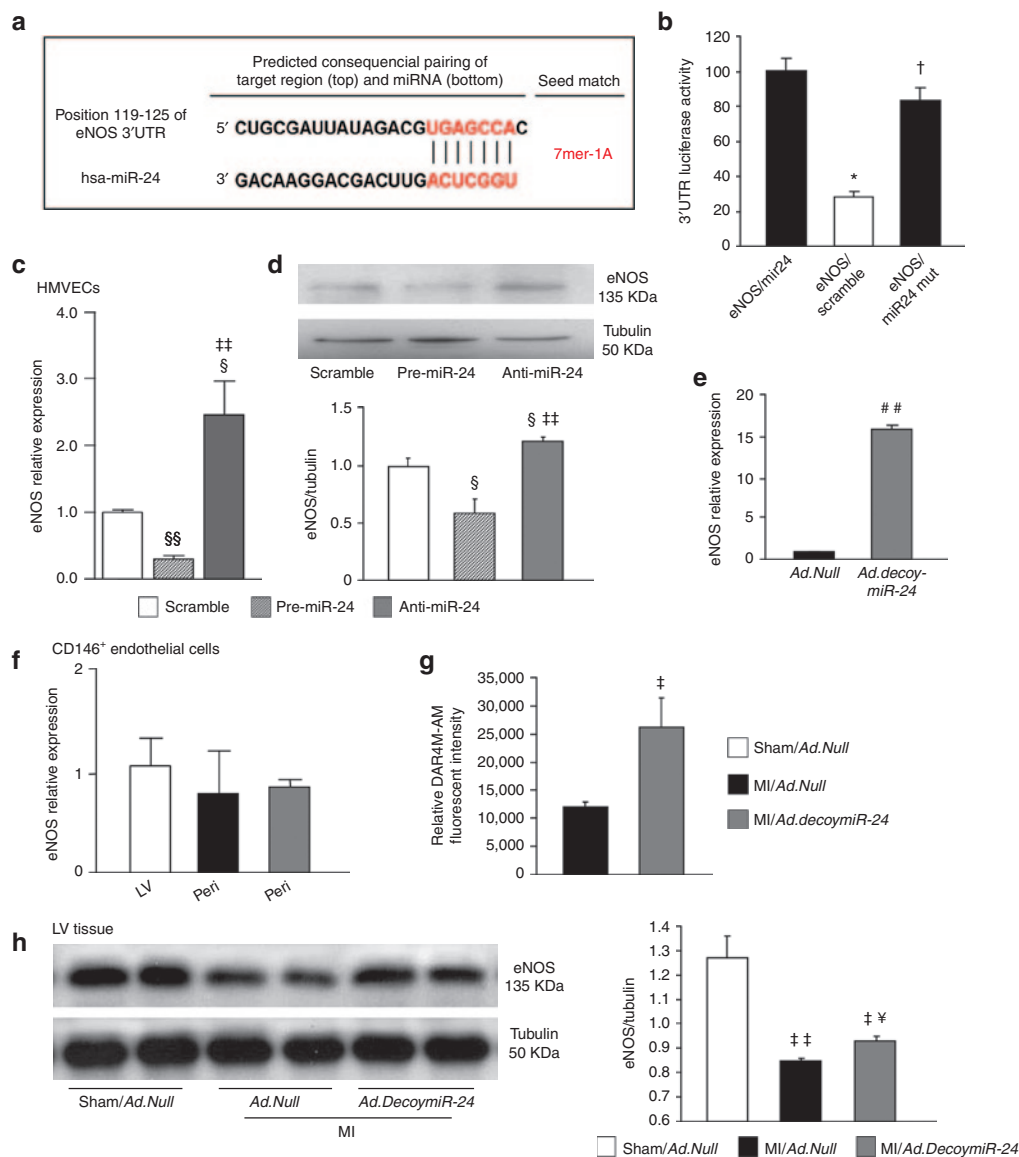 a
Predicted consequencial pairing of
target region (top) and miRNA (bottom)
Seed match
Position 119-125 of
eNOS 3′UTR
5′ CUGCGAUUAUAGACGUGAGCCAC
7mer-1A
hsa-miR-24
3′ GACAAGGACGACUUGACUCGGU
b
3′UTR luciferase activity
120
100
80
60
40
20
0
*
†
eNOS/mir24
eNOS/
scramble
eNOS/
miR24 mut
c
HMVECs
eNOS relative expression
4.0
3.0
2.0
1.0
0.0
§§
‡‡
§
d
eNOS
135 KDa
Tubulin
50 KDa
Scramble
Pre-miR-24
Anti-miR-24
eNOS/tubulin
1.5
1.0
0.5
0
§
§ ‡‡
Scramble
Pre-miR-24
Anti-miR-24
e
eNOS relative expression
20
15
10
5
0
##
Ad.Null
Ad.decoy-
miR-24
f
CD146+ endothelial cells
eNOS relative expression
2
1
0
LV
Peri
Peri
g
Relative DAR4M-AM
fluorescent intensity
35,000
30,000
25,000
20,000
15,000
10,000
5,000
0
‡
Sham/Ad.Null
MI/Ad.Null
MI/Ad.decoymiR-24
h
LV tissue
eNOS
135 KDa
Tubulin
50 KDa
Sham/Ad.Null
Ad.Null
Ad.DecoymiR-24
MI
eNOS/tubulin
1.4
1.3
1.2
1.1
1.0
0.9
0.8
0.7
0.6
‡‡
‡ ¥
Sham/Ad.Null
MI/Ad.Null
MI/Ad.DecoymiR-24